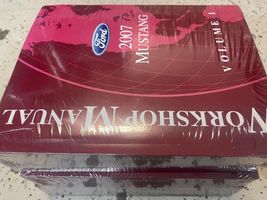 Ford
2007
MUSTANG
VOLUME 1
WORKSHOP MANUAL